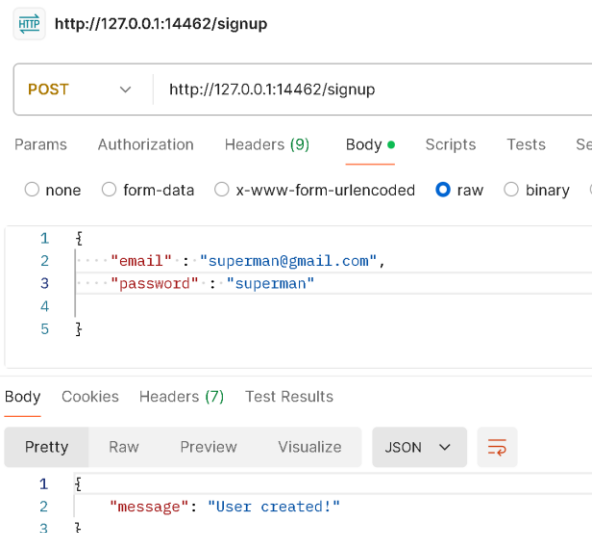 HTTP http://127.0.0.1:14462/signup
POST http://127.0.0.1:14462/signup
Params Authorization Headers (9) Body Scripts Tests Se
none form-data x-www-form-urlencoded raw binary
1 {
2 "email" : "superman@gmail.com",
3 "password" : "superman"
4
5 }
Body Cookies Headers (7) Test Results
Pretty Raw Preview Visualize JSON
1 {
2 "message": "User created!"
3 }